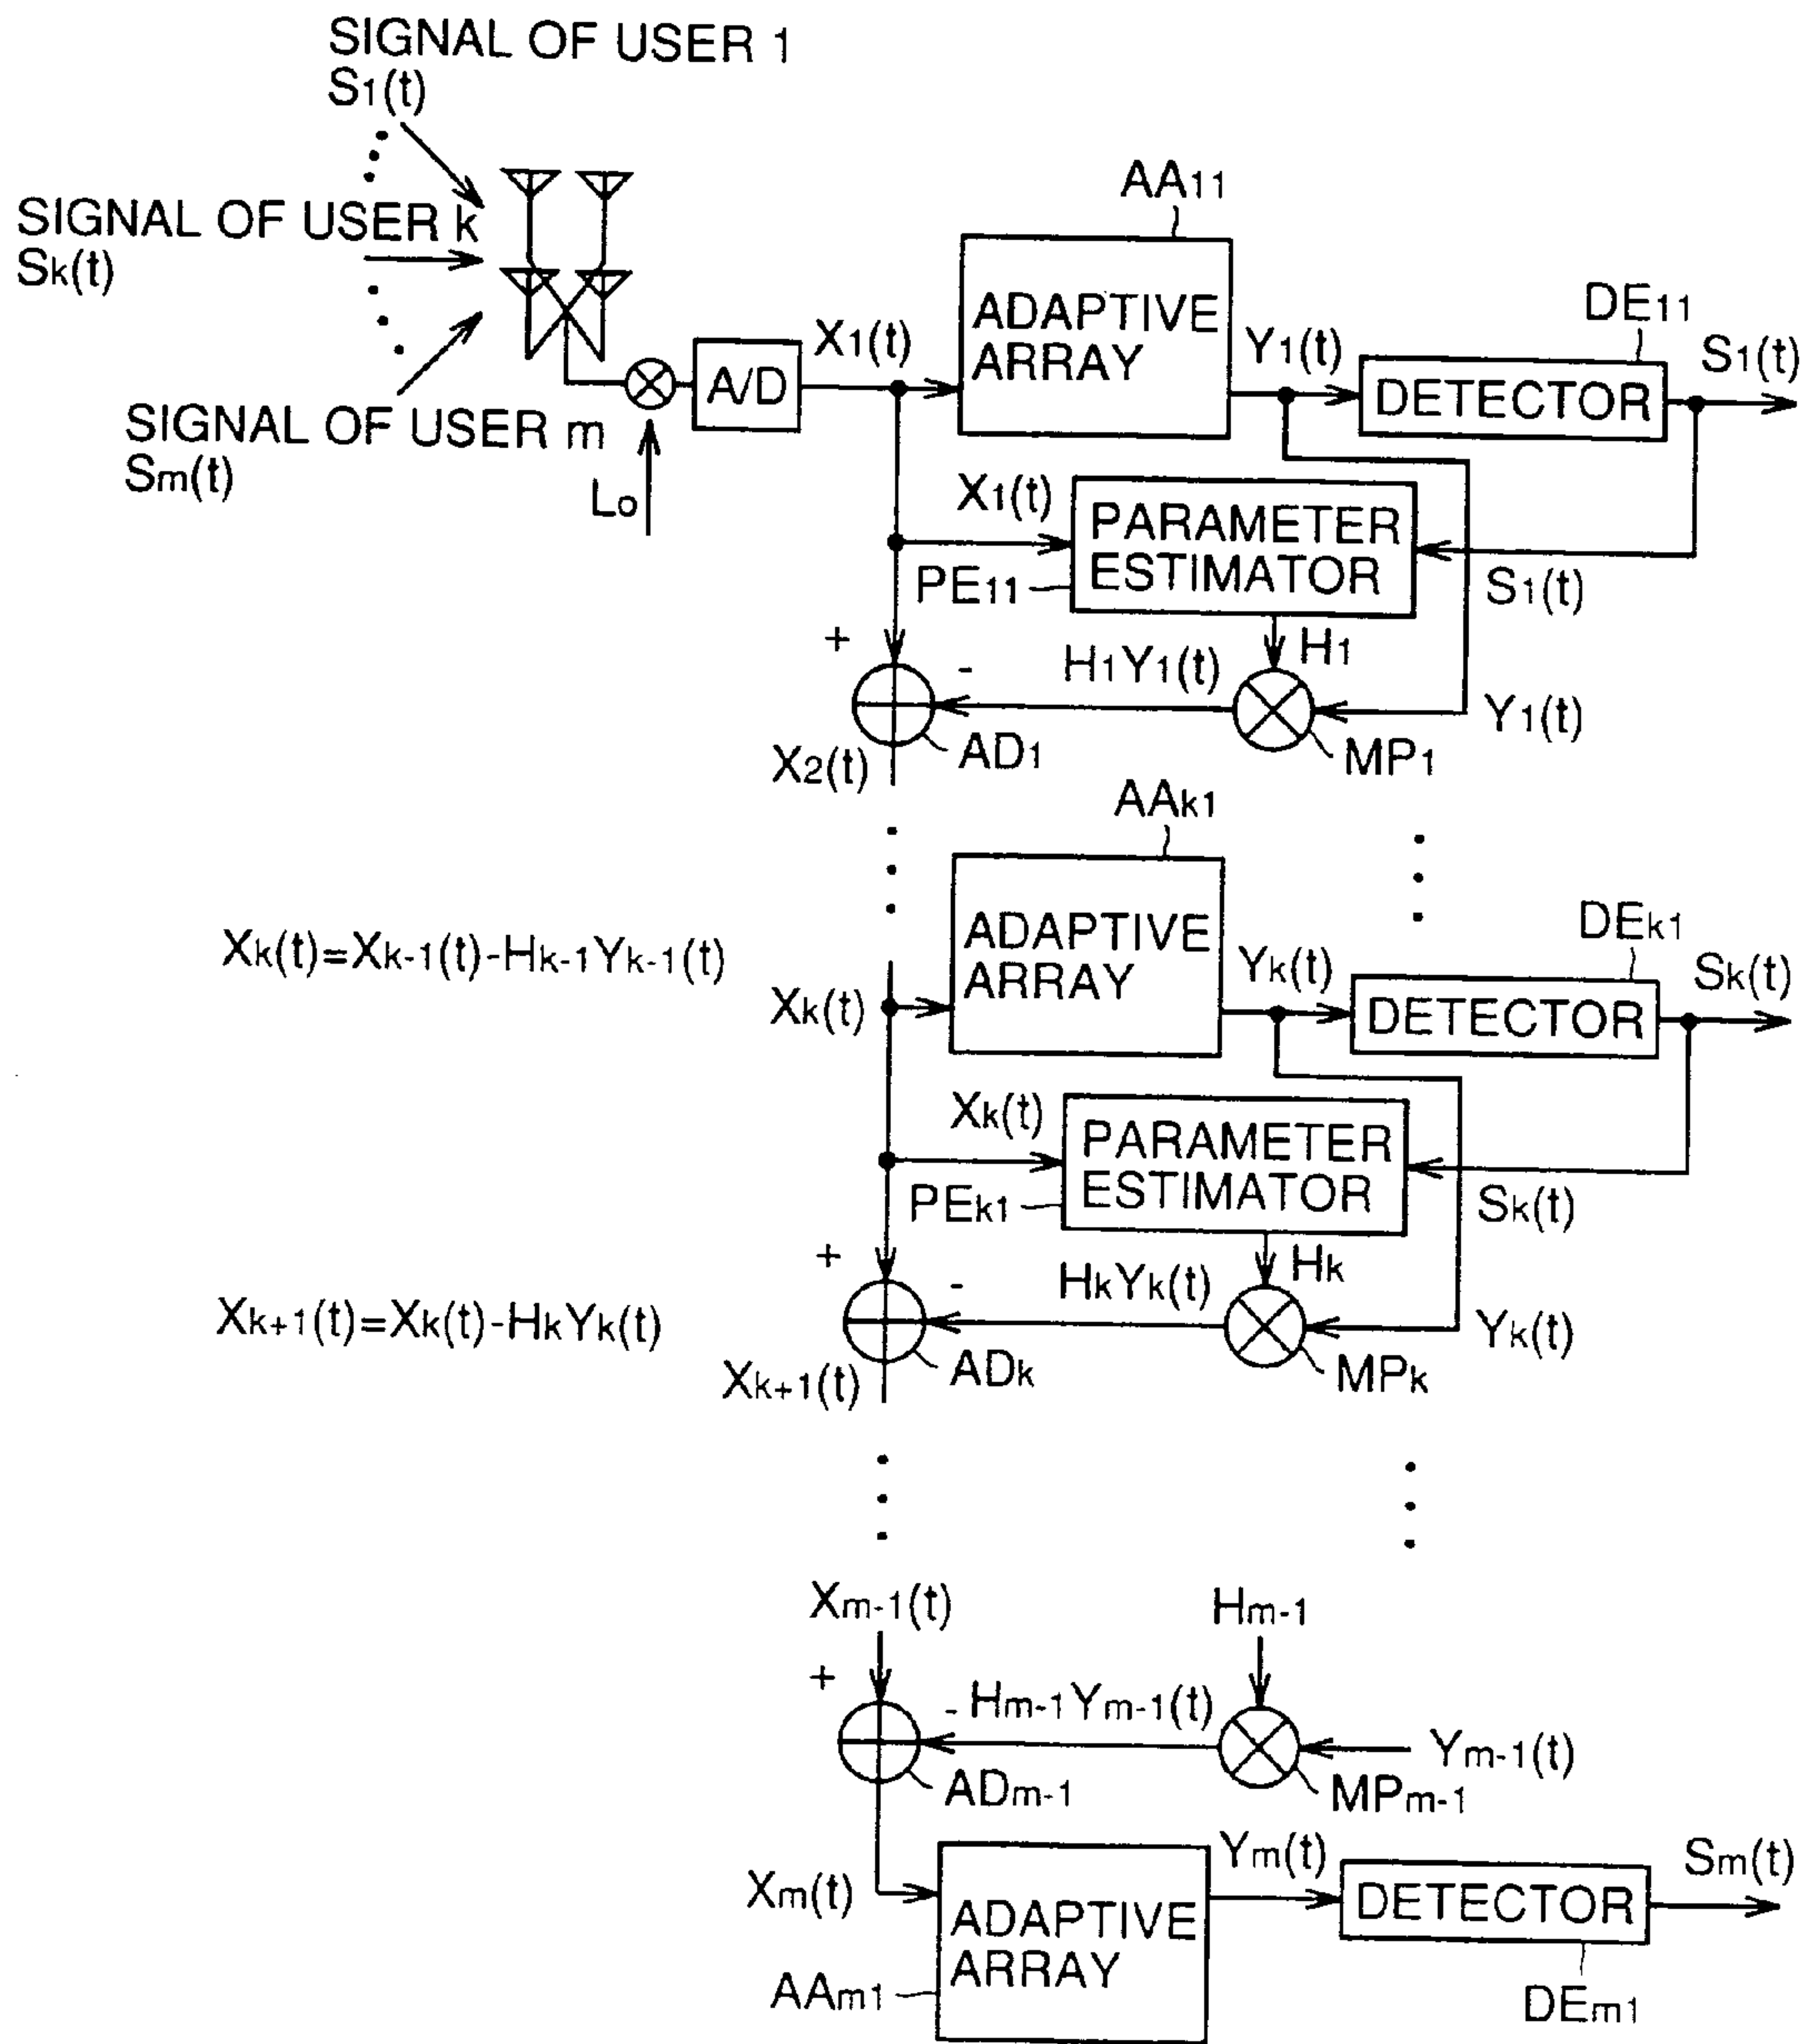 SIGNAL OF USER 1
S1(t)
SIGNAL OF USER k
Sk(t)
SIGNAL OF USER m
Sm(t)
Lo
A/D
X1(t)
AA11
ADAPTIVE
ARRAY
Y1(t)
DE11
DETECTOR
S1(t)
X1(t)
PARAMETER
ESTIMATOR
PE11
S1(t)
+
-
H1Y1(t)
H1
Y1(t)
AD1
MP1
X2(t)
AAk1
Xk(t)=Xk-1(t)-Hk-1Yk-1(t)
Xk(t)
ADAPTIVE
ARRAY
Yk(t)
DEk1
DETECTOR
Sk(t)
Xk(t)
PARAMETER
ESTIMATOR
PEk1
Sk(t)
+
-
HkYk(t)
Hk
Yk(t)
Xk+1(t)=Xk(t)-HkYk(t)
ADk
MPk
Xk+1(t)
Xm-1(t)
Hm-1
+
-
Hm-1Ym-1(t)
Ym-1(t)
ADm-1
MPm-1
Xm(t)
ADAPTIVE
ARRAY
AAm1
Ym(t)
DETECTOR
DEm1
Sm(t)